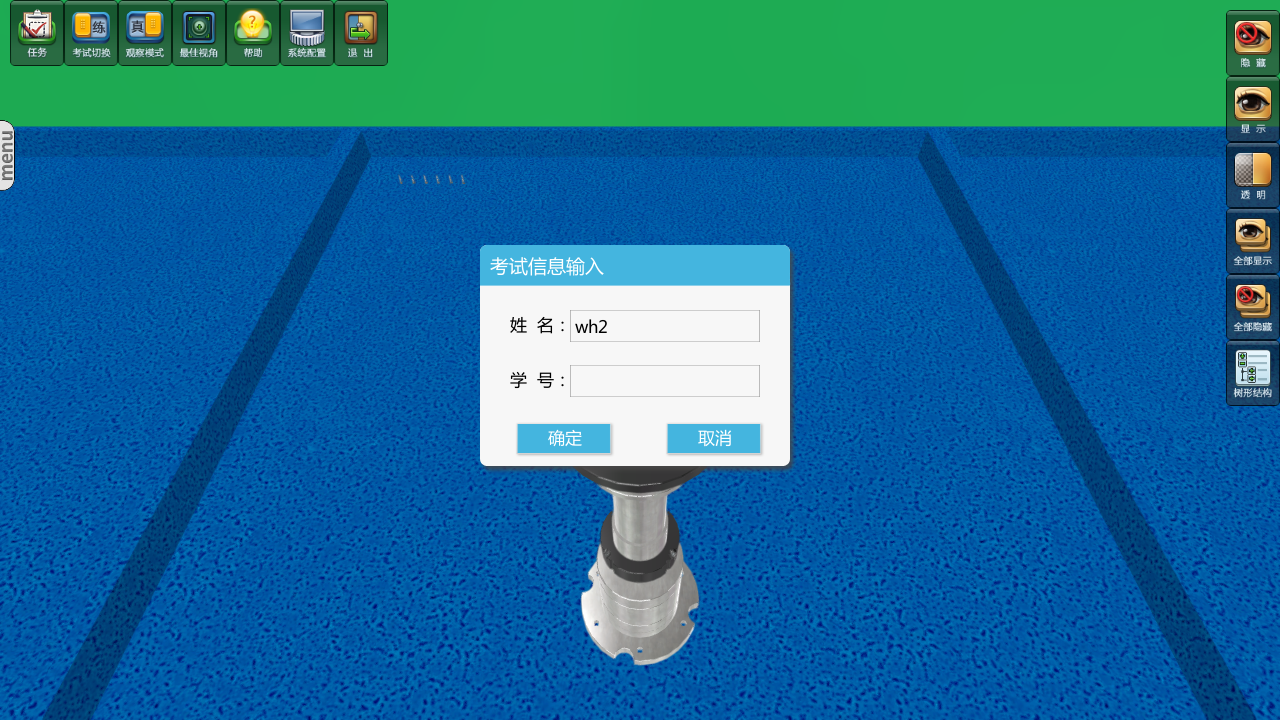 任务 考试切换 观察模式 最佳视角 帮助 系统配置 退 出
练
真
隐 藏
menu
显 示
透 明
全部显示
考试信息输入
姓 名 : wh2
全部隐藏
学 号 :
树形结构
确定 取消